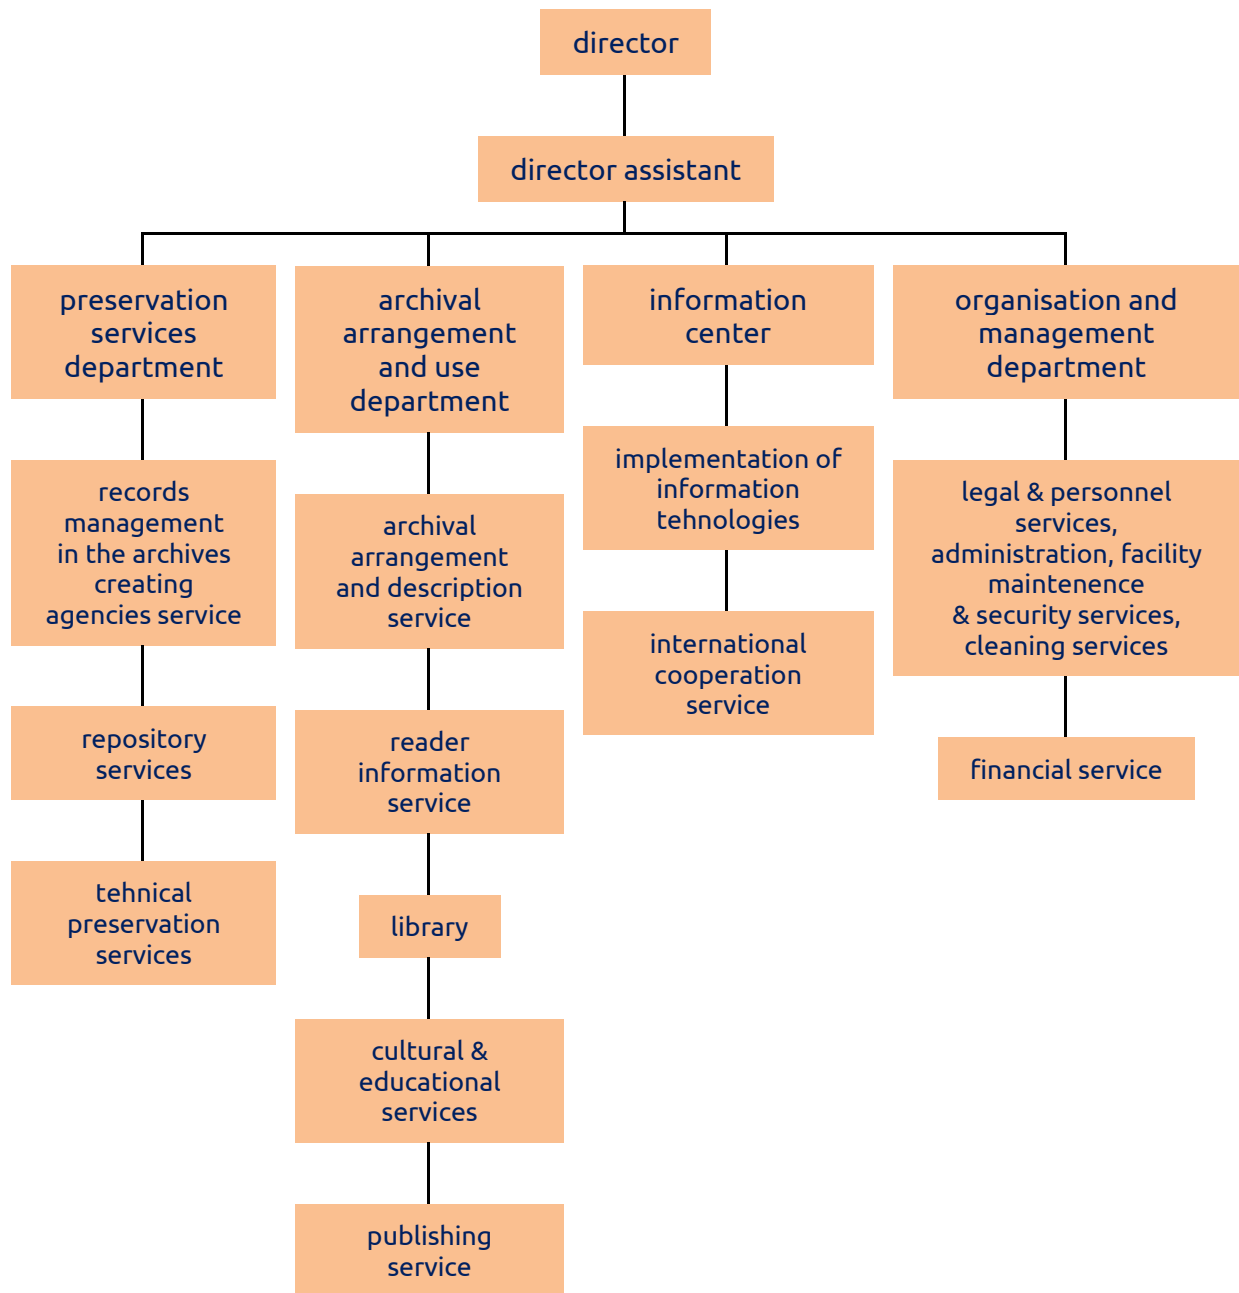 director
director assistant
preservation
services
department
archival
arrangement
and use
department
information
center
organisation and
management
department
records
management
in the archives
creating
agencies service
archival
arrangement
and description
service
implementation of
information
tehnologies
legal & personnel
services,
administration, facility
maintenence
& security services,
cleaning services
repository
services
reader
information
service
international
cooperation
service
financial service
tehnical
preservation
services
library
cultural &
educational
services
publishing
service